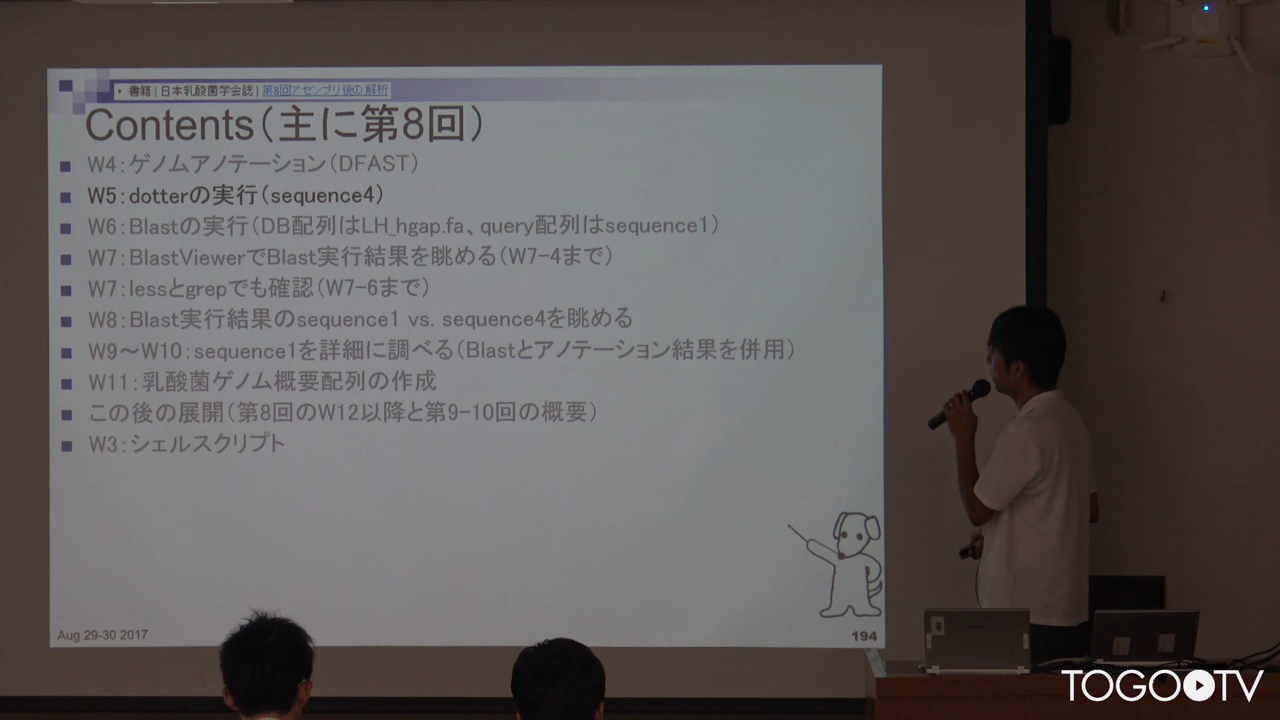 • 書籍 | 日本乳酸菌学会誌 | 第8回アセンブリ後の解析
Contents（主に第8回）
W4：ゲノムアノテーション（DFAST）
W5：dotterの実行（sequence4）
W6：Blastの実行（DB配列はLH_hgap.fa、query配列はsequence1）
W7：BlastViewerでBlast実行結果を眺める（W7-4まで）
W7：lessとgrepでも確認（W7-6まで）
W8：Blast実行結果のsequence1 vs. sequence4を眺める
W9～W10：sequence1を詳細に調べる（Blastとアノテーション結果を併用）
W11：乳酸菌ゲノム概要配列の作成
この後の展開（第8回のW12以降と第9-10回の概要）
W3：シェルスクリプト
Aug 29-30 2017
194
TOGOTV